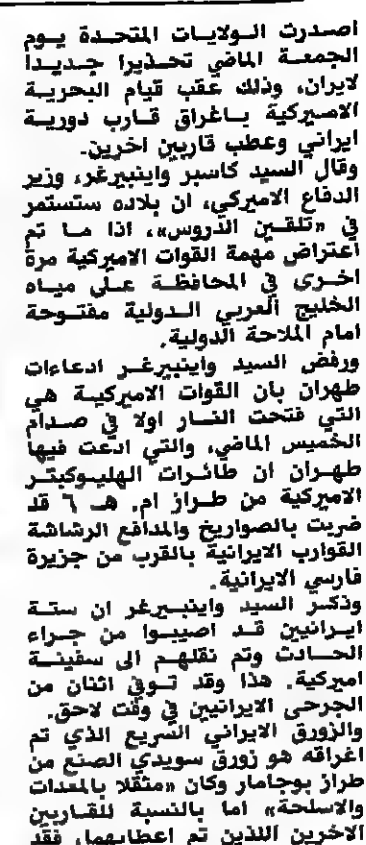 اصدرت الولايات المتحدة يوم
الجمعة الماضي تحذيرا جديدا
لايران، وذلك عقب قيام البحرية
الاميركية باغراق قارب دورية
ايراني وعطب قاربين اخرين.
وقال السيد كاسبر واينبيرغر، وزير
الدفاع الاميركي، ان بلاده ستستمر
في «تلقين الدروس»، اذا ما تم
اعتراض مهمة القوات الاميركية مرة
اخرى في المحافظة على مياه
الخليج العربي الدولية مفتوحة
امام الملاحة الدولية.
ورفض السيد واينبيرغر ادعاءات
طهران بأن القوات الاميركية هي
التي فتحت النار اولا في صدام
الخميس الماضي، والتي ادعت فيها
طهران ان طائرات الهليوكبتر
الاميركية من طراز ام. هـ ٦ قد
ضربت بالصواريخ والمدافع الرشاشة
القوارب الايرانية بالقرب من جزيرة
فارسي الايرانية.
وذكر السيد واينبيرغر ان ستة
ايرانيين قد اصيبوا من جراء
الحادث وتم نقلهم الى سفينة
اميركية. هذا وقد توفي اثنان من
الجرحى الايرانيين في وقت لاحق.
والزورق الايراني السريع الذي تم
اغراقه هو زورق سويدي الصنع من
طراز بوجامار وكان «مثقلا بالمعدات
والاسلحة» اما بالنسبة للقاربين
الاخرين اللذين تم اعطابهما، فقد